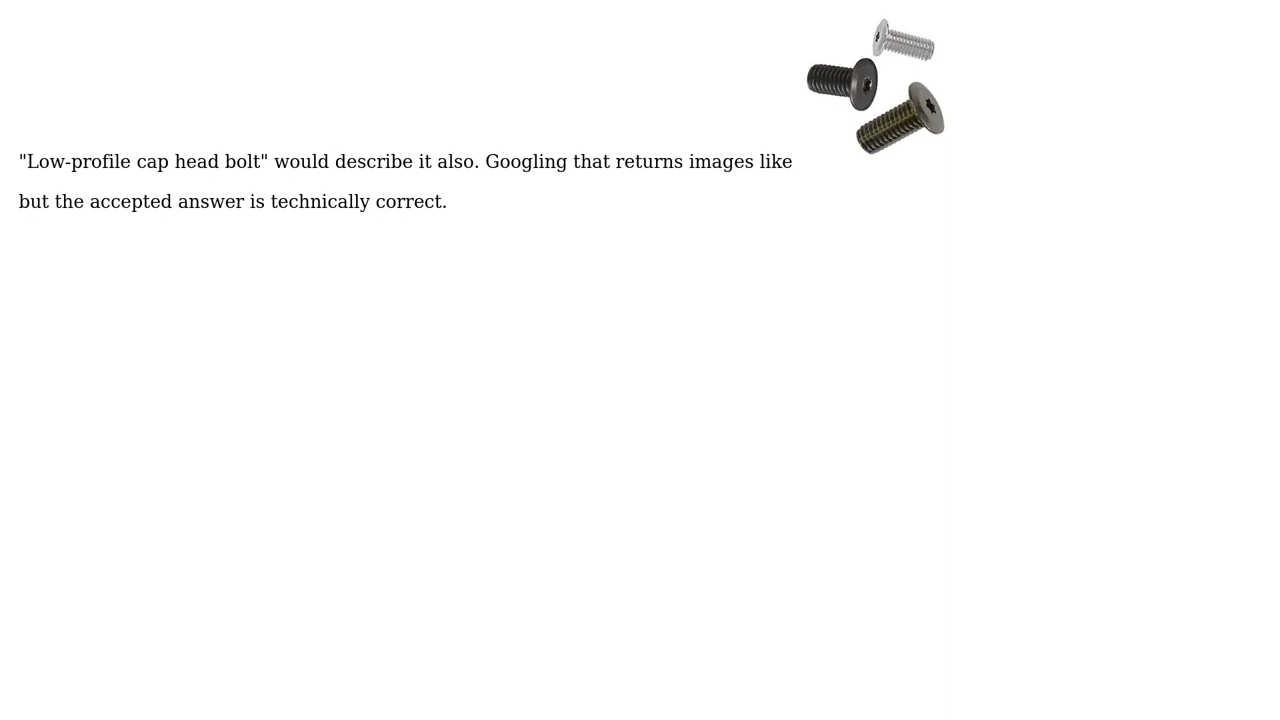 "Low-profile cap head bolt" would describe it also. Googling that returns images like
but the accepted answer is technically correct.